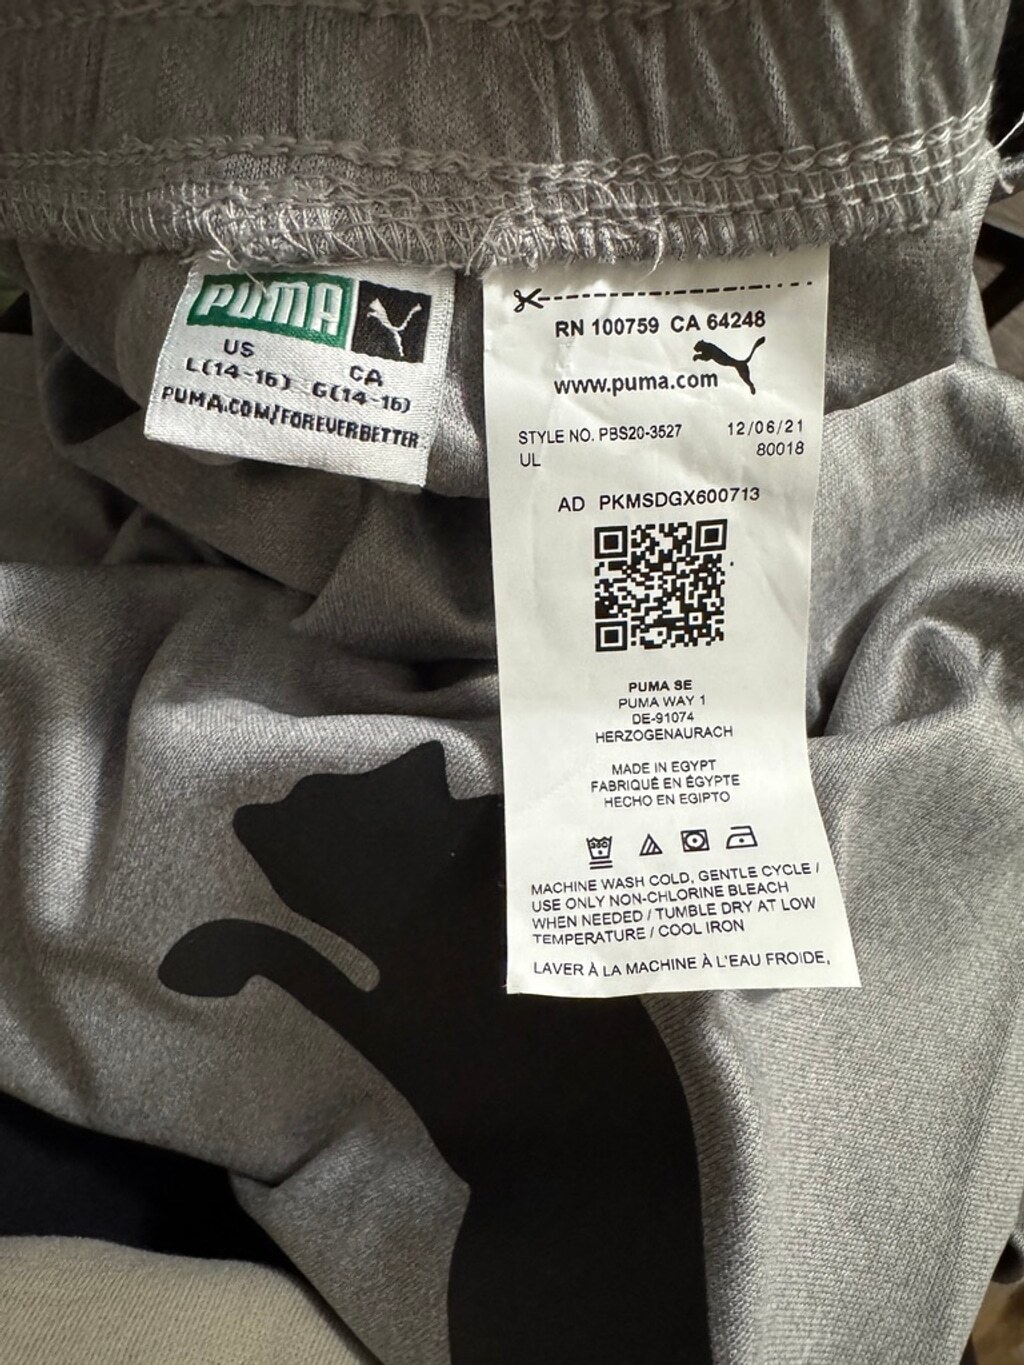 PUMA
US
L(14-16)
CA
G(14-16)
PUMA.COM/FOREVERBETTER
RN 100759 CA 64248
www.puma.com
STYLE NO. PBS20-3527 12/06/21
UL 80018
AD PKMSDGX600713
PUMA SE
PUMA WAY 1
DE-91074
HERZOGENAURACH
MADE IN EGYPT
FABRIQUÉ EN ÉGYPTE
HECHO EN EGIPTO
MACHINE WASH COLD, GENTLE CYCLE /
USE ONLY NON-CHLORINE BLEACH
WHEN NEEDED / TUMBLE DRY AT LOW
TEMPERATURE / COOL IRON
LAVER À LA MACHINE À L'EAU FROIDE,